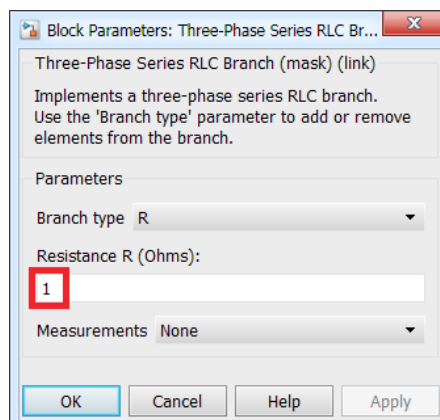 Block Parameters: Three-Phase Series RLC Br...
Three-Phase Series RLC Branch (mask) (link)
Implements a three-phase series RLC branch.
Use the 'Branch type' parameter to add or remove
elements from the branch.
Parameters
Branch type R
Resistance R (Ohms):
1
Measurements None
OK Cancel Help Apply